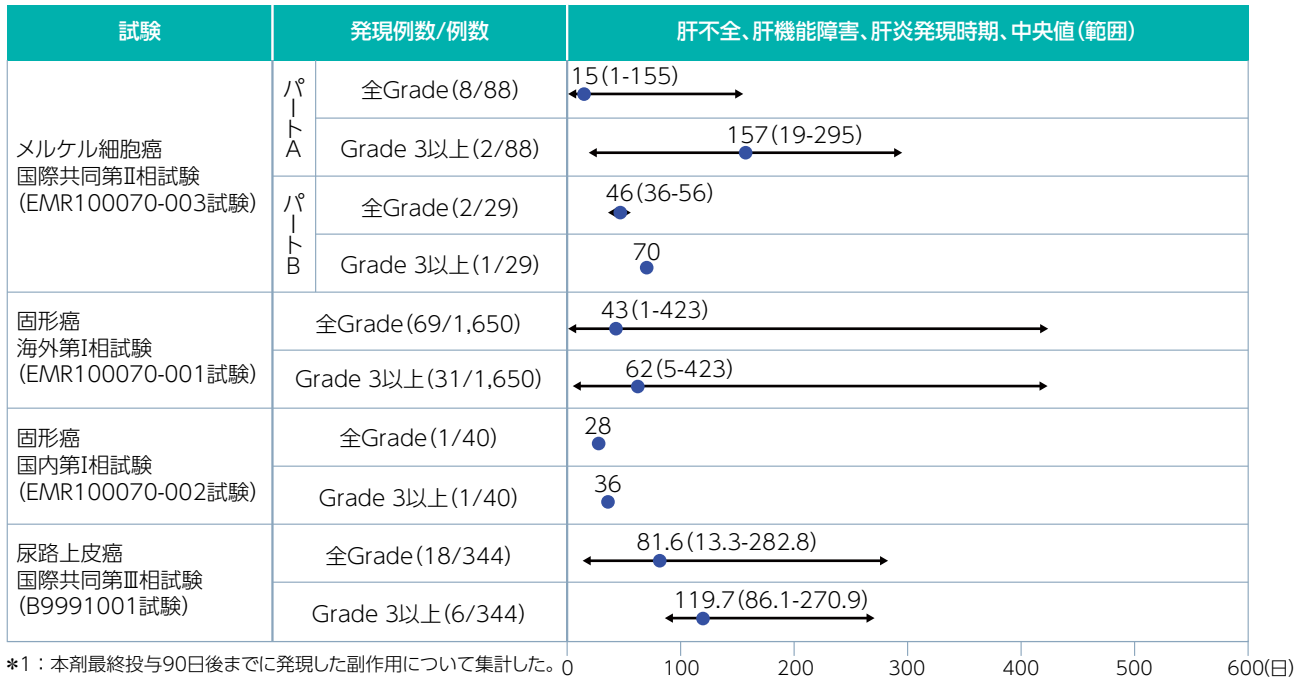 試験
発現例数/例数
肝不全、肝機能障害、肝炎発現時期、中央値(範囲)
メルケル細胞癌
国際共同第Ⅱ相試験
(EMR100070-003試験)
パートA
全Grade(8/88)
15(1-155)
Grade 3以上(2/88)
157(19-295)
パートB
全Grade(2/29)
46(36-56)
Grade 3以上(1/29)
70
固形癌
海外第Ⅰ相試験
(EMR100070-001試験)
全Grade(69/1,650)
43(1-423)
Grade 3以上(31/1,650)
62(5-423)
固形癌
国内第Ⅰ相試験
(EMR100070-002試験)
全Grade(1/40)
28
Grade 3以上(1/40)
36
尿路上皮癌
国際共同第Ⅲ相試験
(B9991001試験)
全Grade(18/344)
81.6(13.3-282.8)
Grade 3以上(6/344)
119.7(86.1-270.9)
*1:本剤最終投与90日後までに発現した副作用について集計した。
0 100 200 300 400 500 600(日)